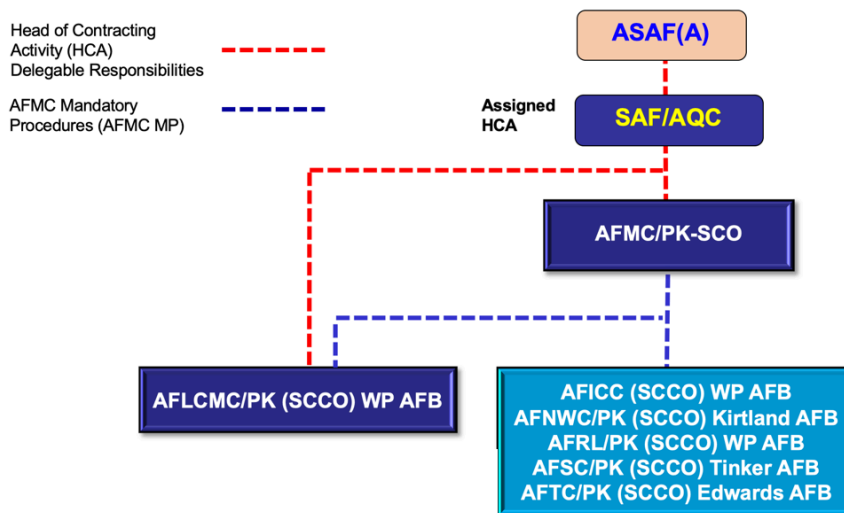 Head of Contracting
Activity (HCA)
Delegable Responsibilities
AFMC Mandatory
Procedures (AFMC MP)
ASAF(A)
Assigned
HCA
SAF/AQC
AFMC/PK-SCO
AFLCMC/PK (SCCO) WP AFB
AFICC (SCCO) WP AFB
AFNWC/PK (SCCO) Kirtland AFB
AFRL/PK (SCCO) WP AFB
AFSC/PK (SCCO) Tinker AFB
AFTC/PK (SCCO) Edwards AFB